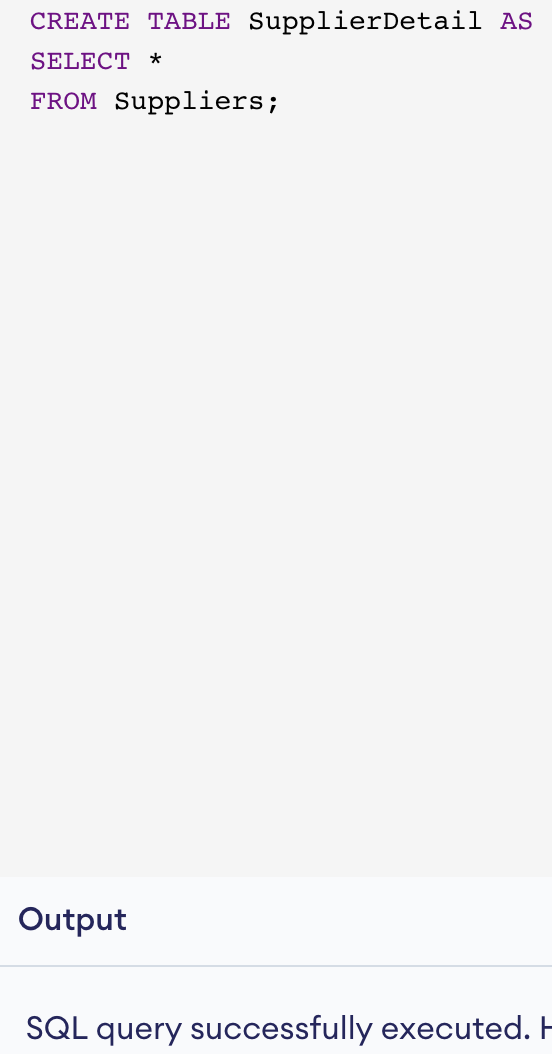 CREATE TABLE SupplierDetail AS
SELECT *
FROM Suppliers;
Output
SQL query successfully executed.